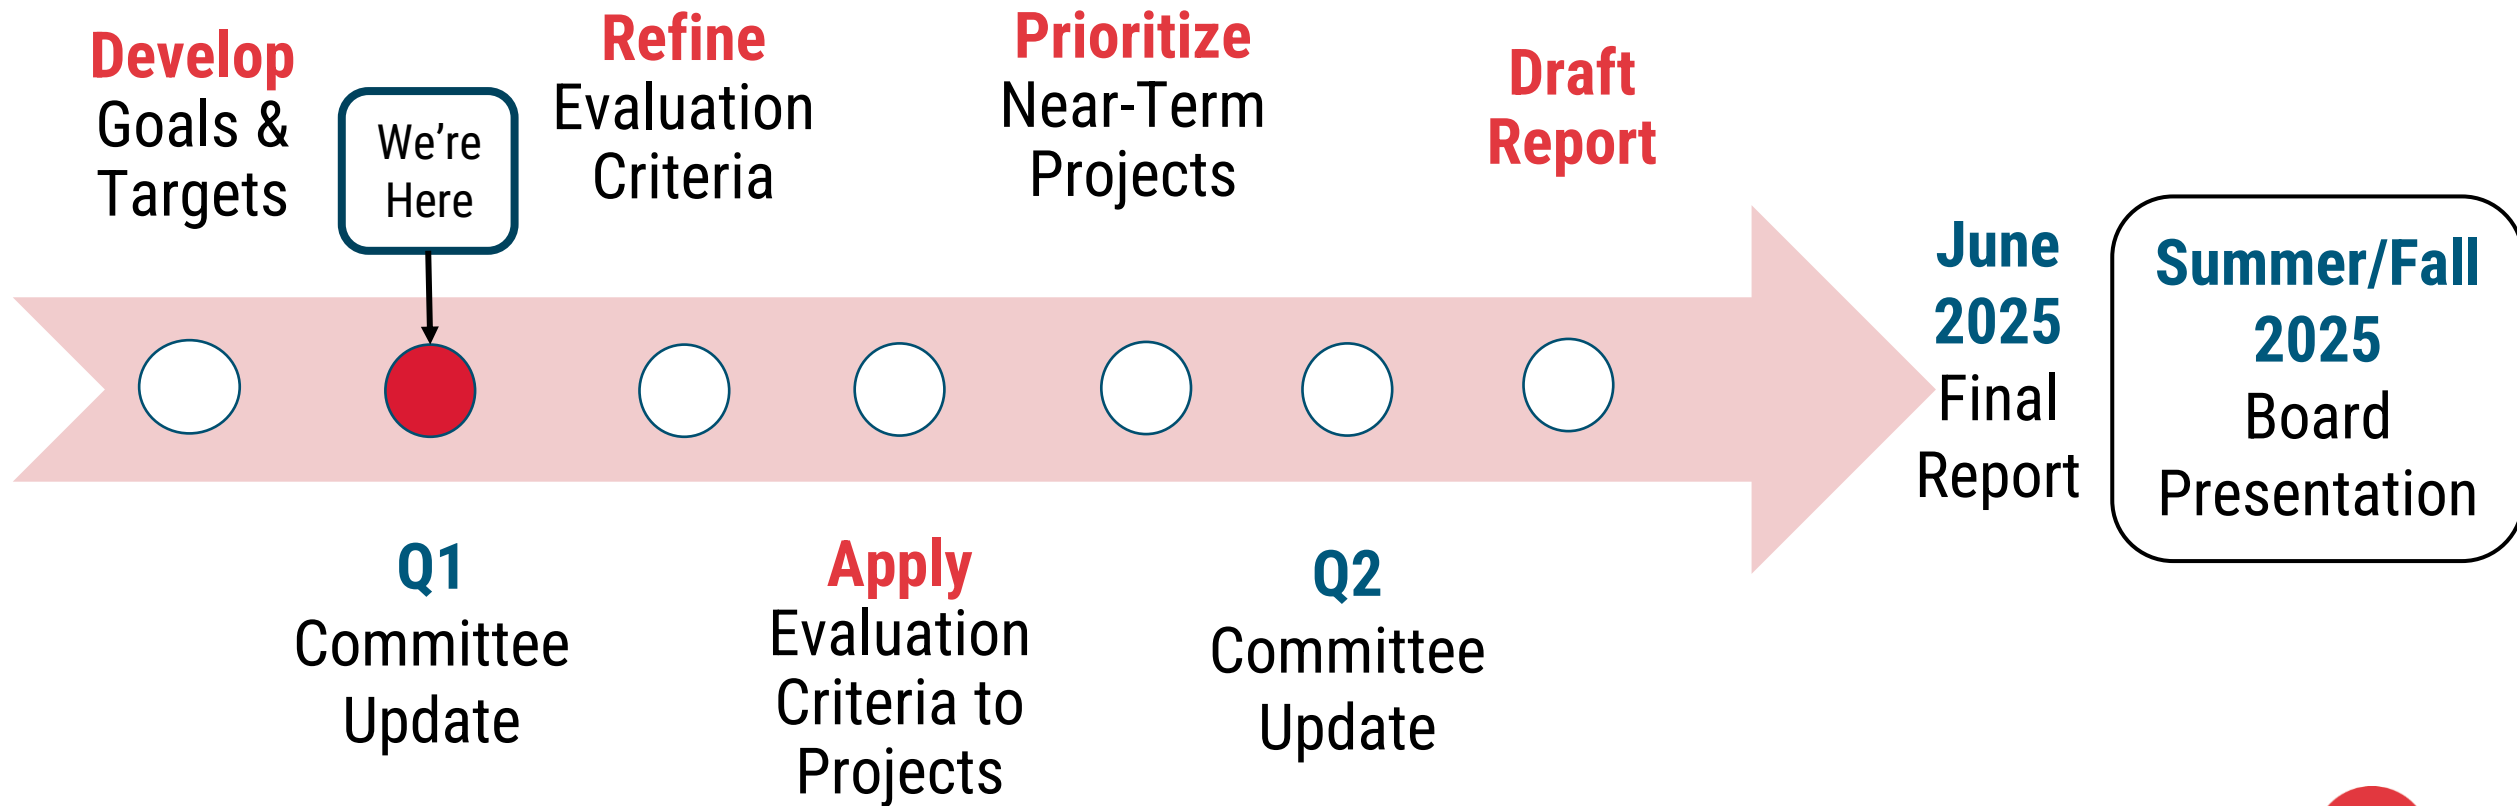 Develop
Goals &
Targets
We're
Here
Refine
Evaluation
Criteria
Prioritize
Near-Term
Projects
Draft
Report
June
2025
Final
Report
Summer/Fall
2025
Board
Presentation
Q1
Committee
Update
Apply
Evaluation
Criteria to
Projects
Q2
Committee
Update